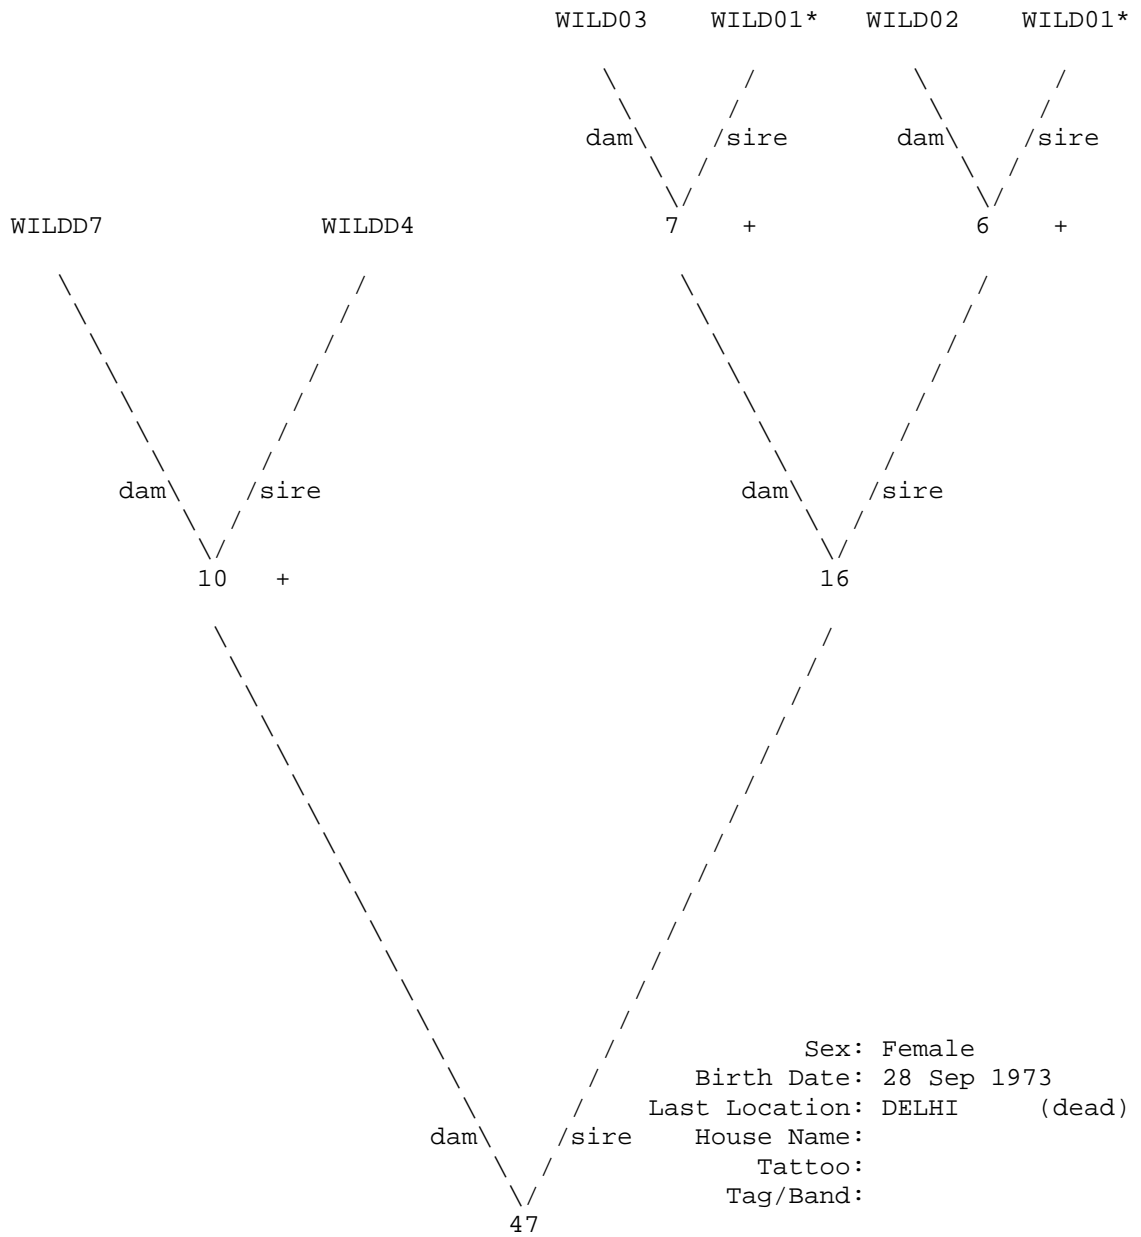 WILD03 WILD01* WILD02 WILD01*
dam /sire dam /sire
WILDD7 WILDD4 7 + 6 +
dam /sire dam /sire
10 + 16
Sex: Female
Birth Date: 28 Sep 1973
Last Location: DELHI (dead)
dam /sire House Name:
Tattoo:
Tag/Band:
47